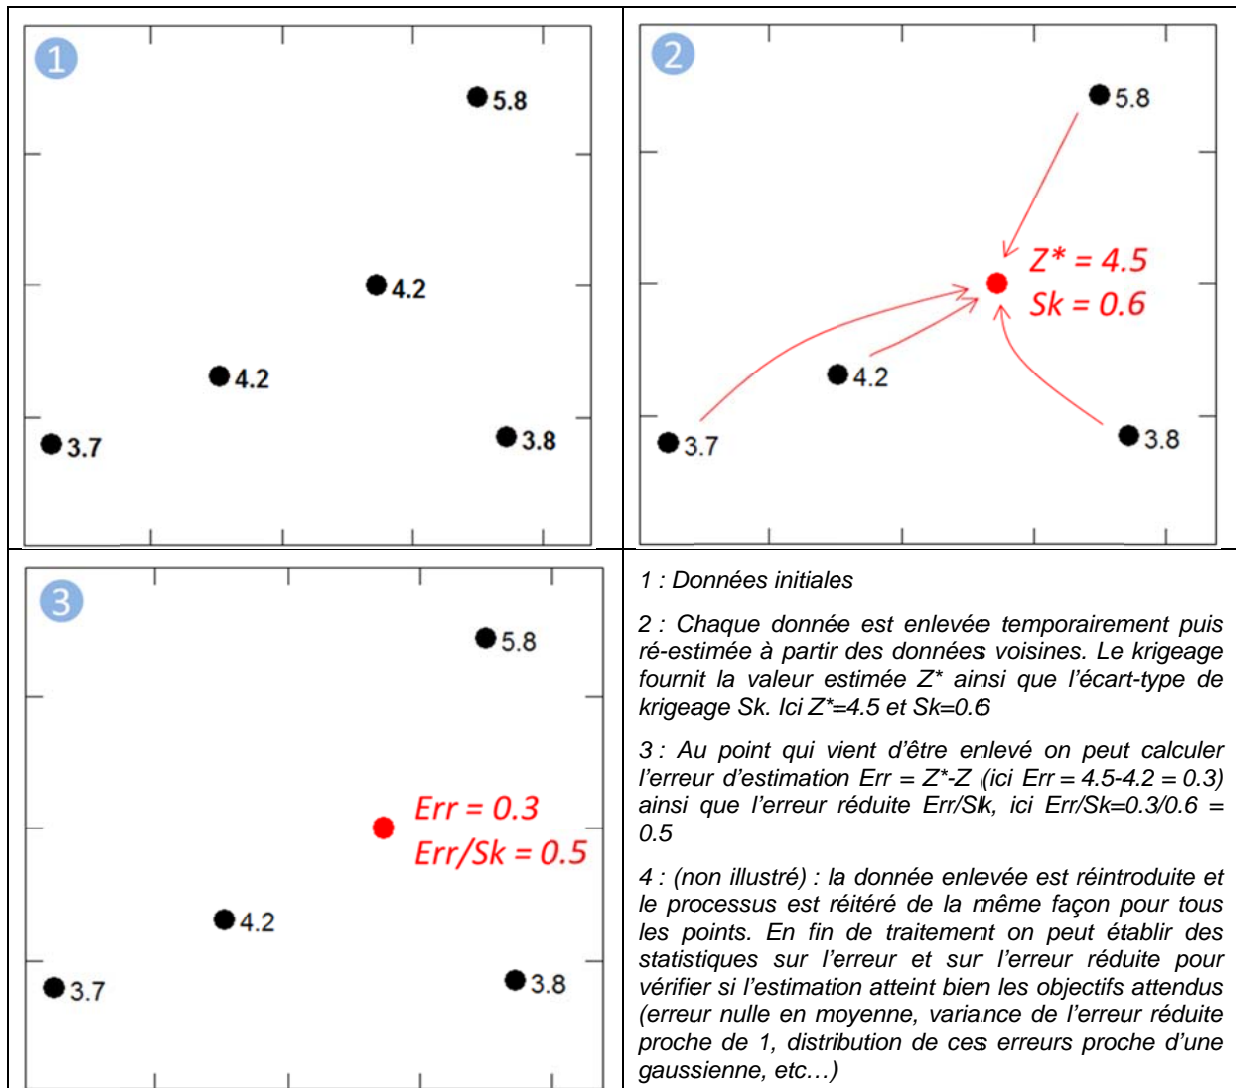 1
5.8
4.2
4.2
3.7
3.8
2
5.8
Z* = 4.5
Sk = 0.6
4.2
3.7
3.8
3
5.8
Err = 0.3
Err/Sk = 0.5
4.2
3.7
3.8
1 : Données initiales
2 : Chaque donnée est enlevée temporairement puis
ré-estimée à partir des données voisines. Le krigeage
fournit la valeur estimée Z* ainsi que l'écart-type de
krigeage Sk. Ici Z*=4.5 et Sk=0.6
3 : Au point qui vient d'être enlevé on peut calculer
l'erreur d'estimation Err = Z*-Z (ici Err = 4.5-4.2 = 0.3)
ainsi que l'erreur réduite Err/Sk, ici Err/Sk=0.3/0.6 =
0.5
4 : (non illustré) : la donnée enlevée est réintroduite et
le processus est réitéré de la même façon pour tous
les points. En fin de traitement on peut établir des
statistiques sur l'erreur et sur l'erreur réduite pour
vérifier si l'estimation atteint bien les objectifs attendus
(erreur nulle en moyenne, variance de l'erreur réduite
proche de 1, distribution de ces erreurs proche d'une
gaussienne, etc…)